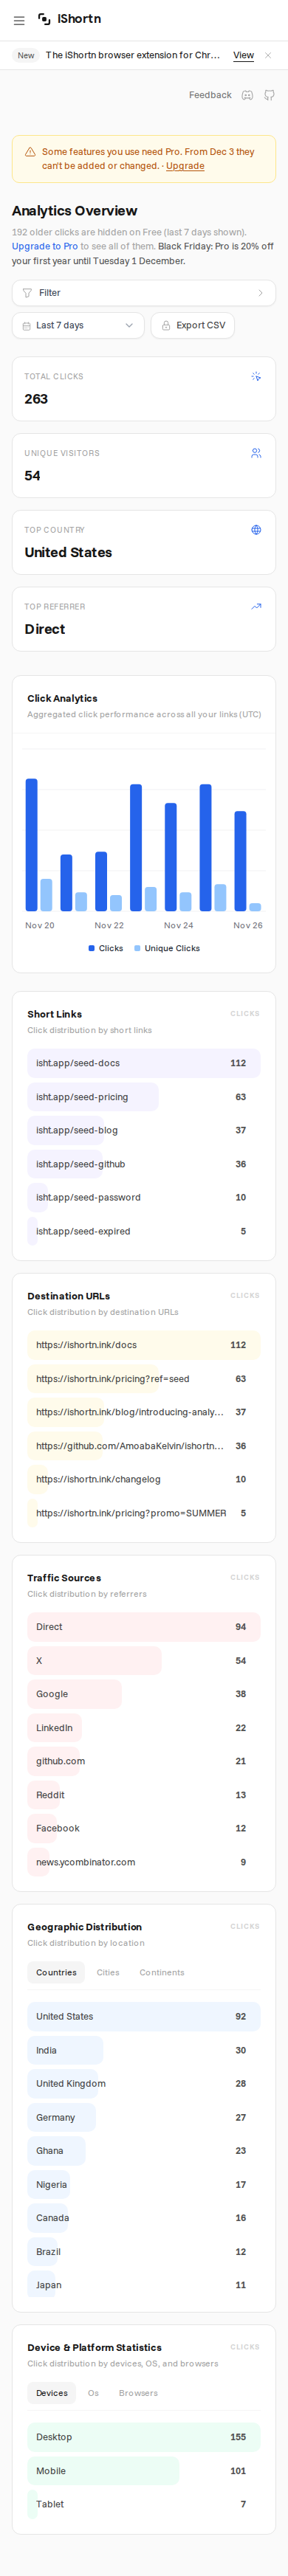 iShortn
New The iShortn browser extension for Chr... View
Feedback
Some features you use need Pro. From Dec 3 they
can't be added or changed. · Upgrade
Analytics Overview
192 older clicks are hidden on Free (last 7 days shown).
Upgrade to Pro to see all of them. Black Friday: Pro is 20% off
your first year until Tuesday 1 December.
Filter
Last 7 days Export CSV
TOTAL CLICKS
263
UNIQUE VISITORS
54
TOP COUNTRY
United States
TOP REFERRER
Direct
Click Analytics
Aggregated click performance across all your links (UTC)
Nov 20 Nov 22 Nov 24 Nov 26
Clicks Unique Clicks
Short Links CLICKS
Click distribution by short links
isht.app/seed-docs 112
isht.app/seed-pricing 63
isht.app/seed-blog 37
isht.app/seed-github 36
isht.app/seed-password 10
isht.app/seed-expired 5
Destination URLs CLICKS
Click distribution by destination URLs
https://ishortn.ink/docs 112
https://ishortn.ink/pricing?ref=seed 63
https://ishortn.ink/blog/introducing-analy... 37
https://github.com/AmoabaKelvin/ishortn... 36
https://ishortn.ink/changelog 10
https://ishortn.ink/pricing?promo=SUMMER 5
Traffic Sources CLICKS
Click distribution by referrers
Direct 94
X 54
Google 38
LinkedIn 22
github.com 21
Reddit 13
Facebook 12
news.ycombinator.com 9
Geographic Distribution CLICKS
Click distribution by location
Countries Cities Continents
United States 92
India 30
United Kingdom 28
Germany 27
Ghana 23
Nigeria 17
Canada 16
Brazil 12
Japan 11
Device & Platform Statistics CLICKS
Click distribution by devices, OS, and browsers
Devices Os Browsers
Desktop 155
Mobile 101
Tablet 7